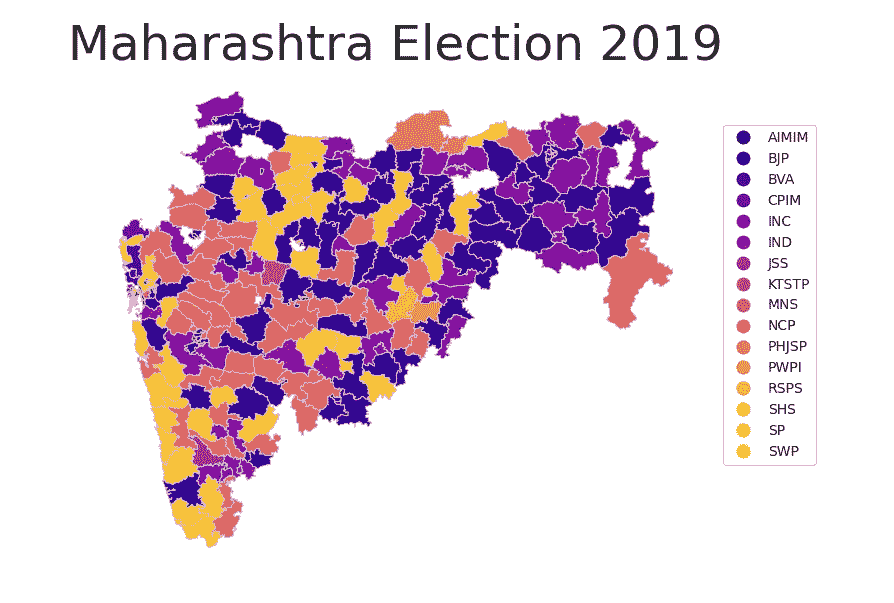 Maharashtra Election 2019
AIMIM
BJP
BVA
CPIM
INC
IND
JSS
KTSTP
MNS
NCP
PHJSP
PWPI
RSPS
SHS
SP
SWP